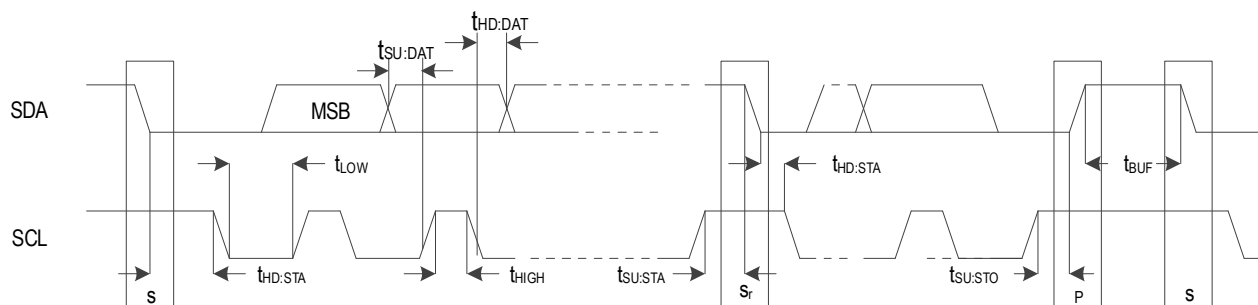 tHD:DAT
tSU:DAT
SDA
MSB
tLOW
tHD:STA
tBUF
SCL
tHD:STA
tHIGH
tSU:STA
tSU:STO
s
sr
P
s